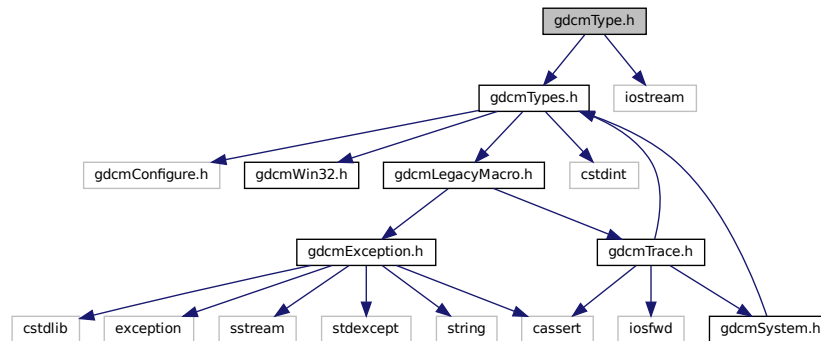 gdcmType.h
gdcmTypes.h
iostream
gdcmConfigure.h
gdcmWin32.h
gdcmLegacyMacro.h
cstdint
gdcmException.h
gdcmTrace.h
cstdlib
exception
sstream
stdexcept
string
cassert
iosfwd
gdcmSystem.h